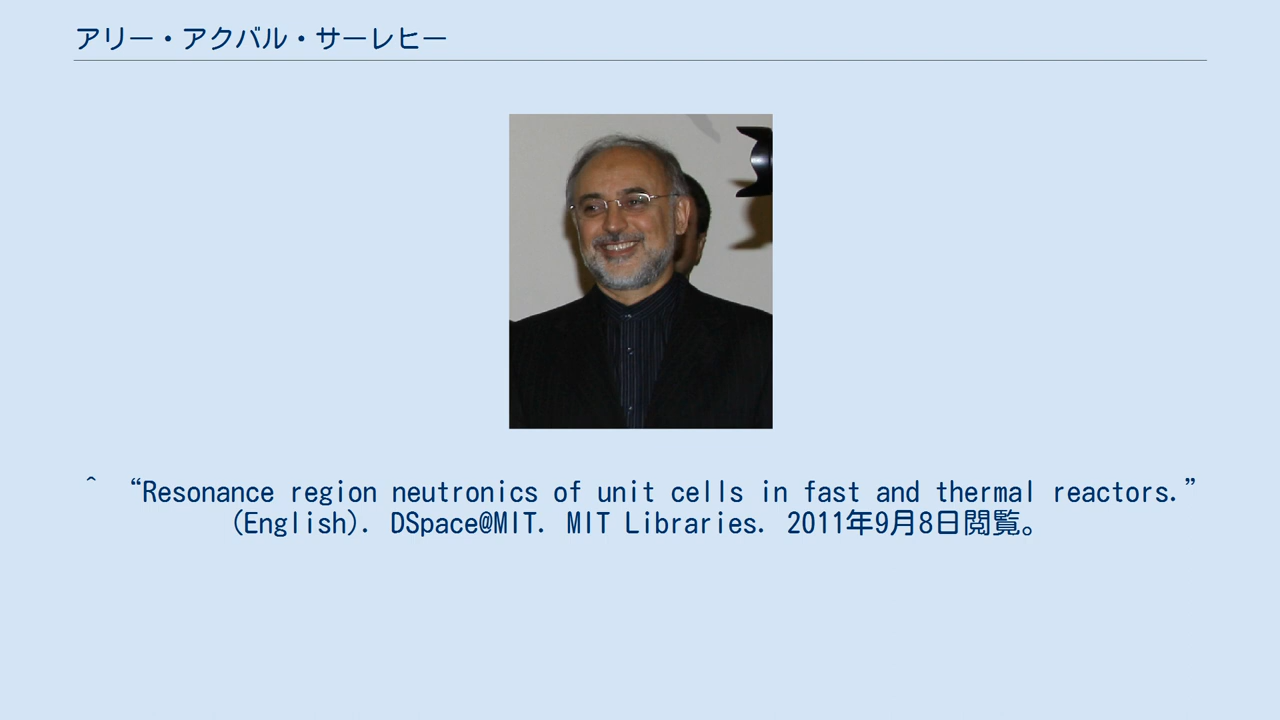 アリー・アクバル・サーレヒー
^ “Resonance region neutronics of unit cells in fast and thermal reactors.”
(English). DSpace@MIT. MIT Libraries. 2011年9月8日閲覧。